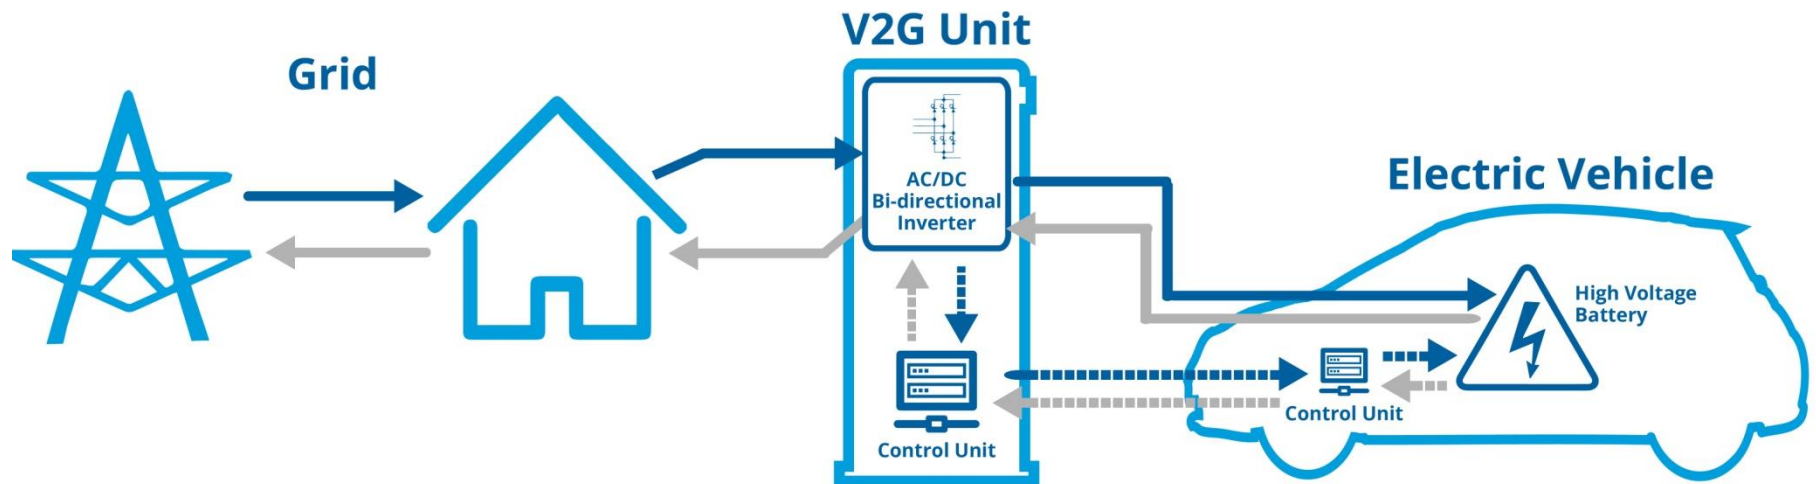 V2G Unit
Grid
AC/DC
Bi-directional
Inverter
Electric Vehicle
High Voltage
Battery
Control Unit
Control Unit